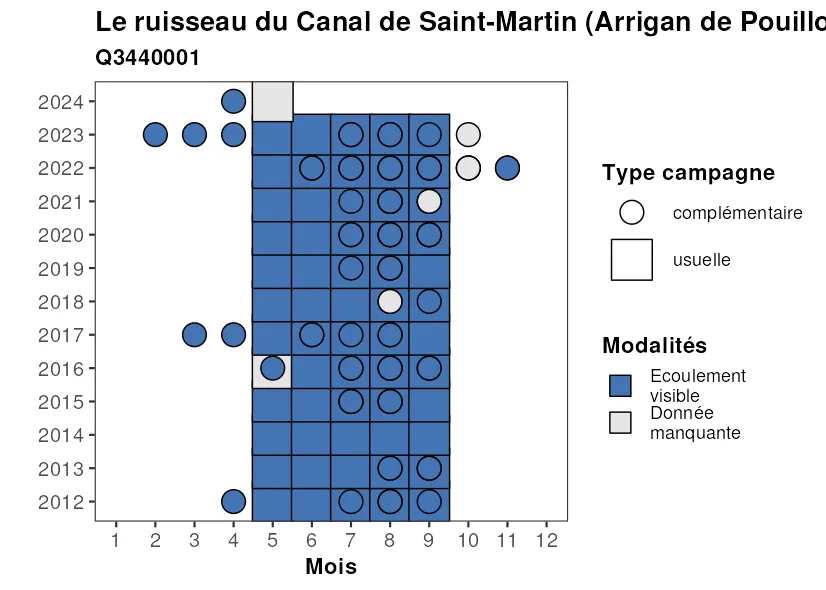 Le ruisseau du Canal de Saint-Martin (Arrigan de Pouillo
Q3440001
2024
2023
2022
2021
2020
2019
2018
2017
2016
2015
2014
2013
2012
1 2 3 4 5 6 7 8 9 10 11 12
Mois
Type campagne
complémentaire
usuelle
Modalités
Ecoulement
visible
Donnée
manquante